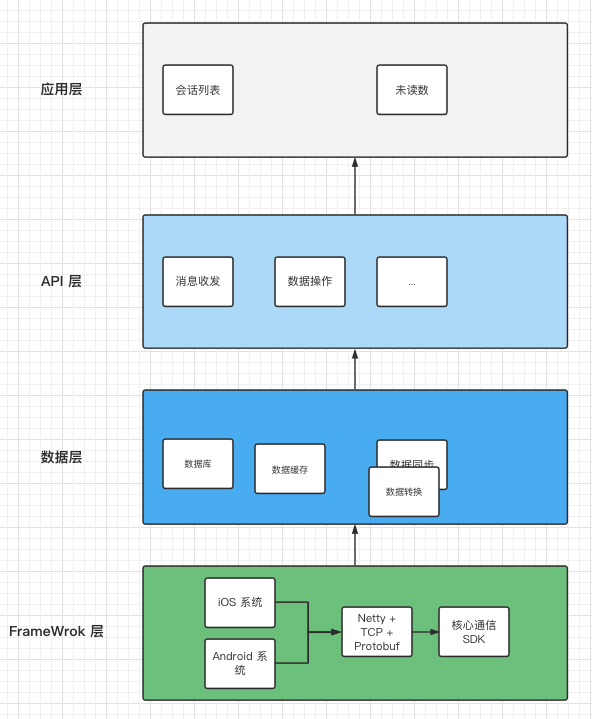 应用层
会话列表
未读数
API 层
消息收发
数据操作
...
数据层
数据库
数据缓存
数据同步
数据转换
FrameWrok 层
iOS 系统
Android 系
统
Netty +
TCP +
Protobuf
核心通信
SDK